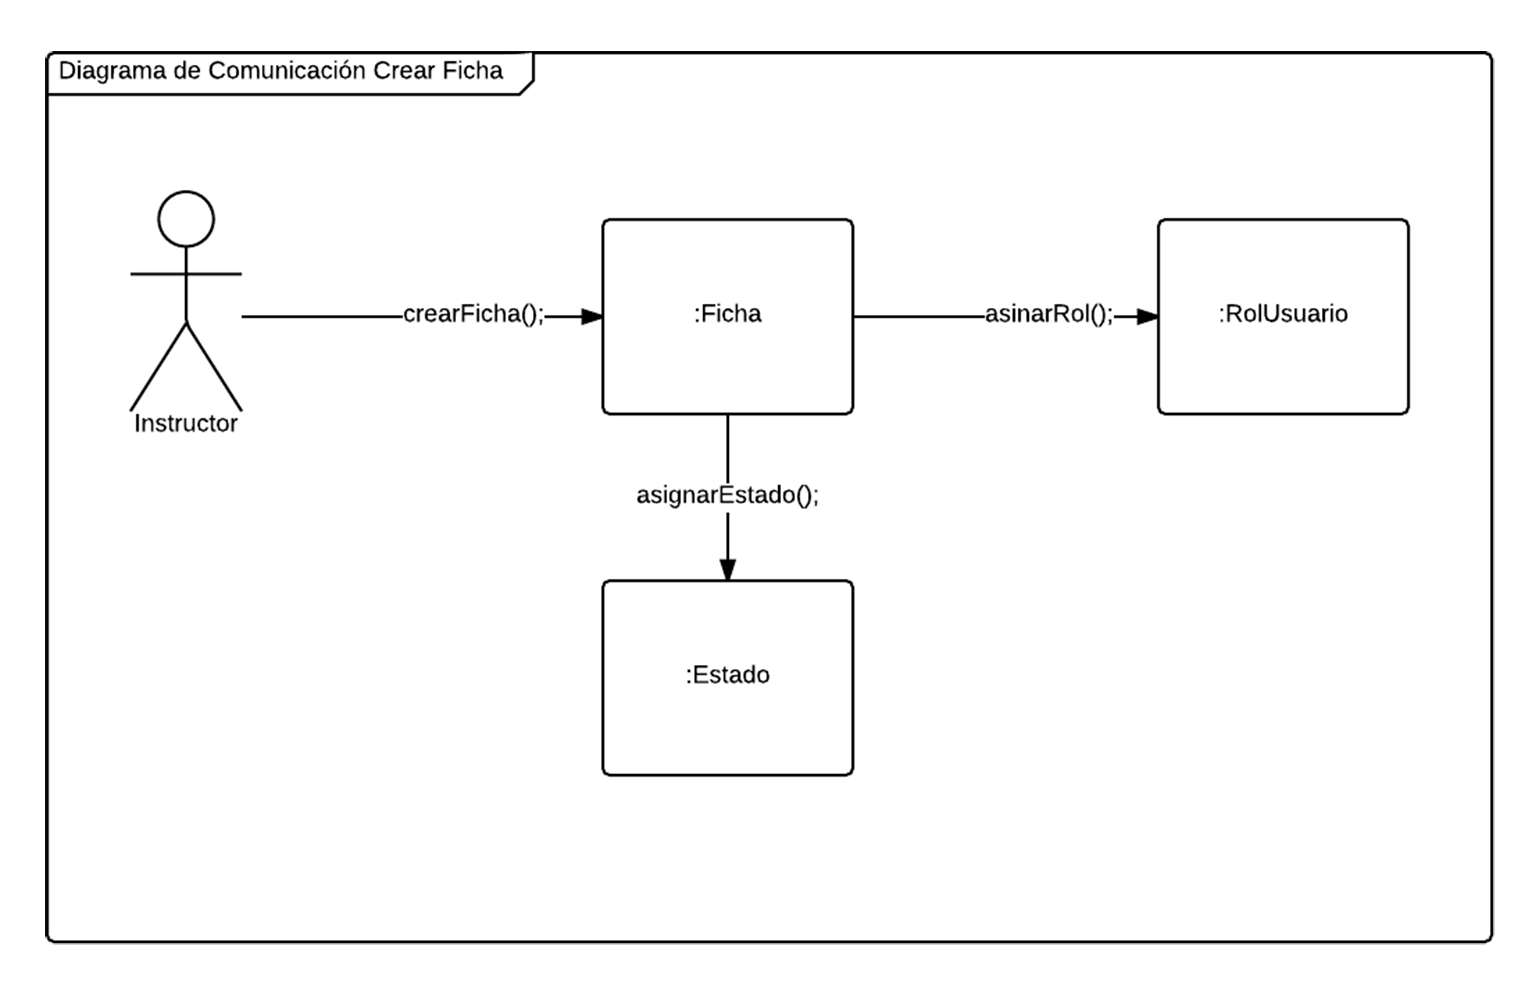 Diagrama de Comunicación Crear Ficha
crearFicha();
:Ficha
asinarRol();
:RolUsuario
Instructor
asignarEstado();
:Estado